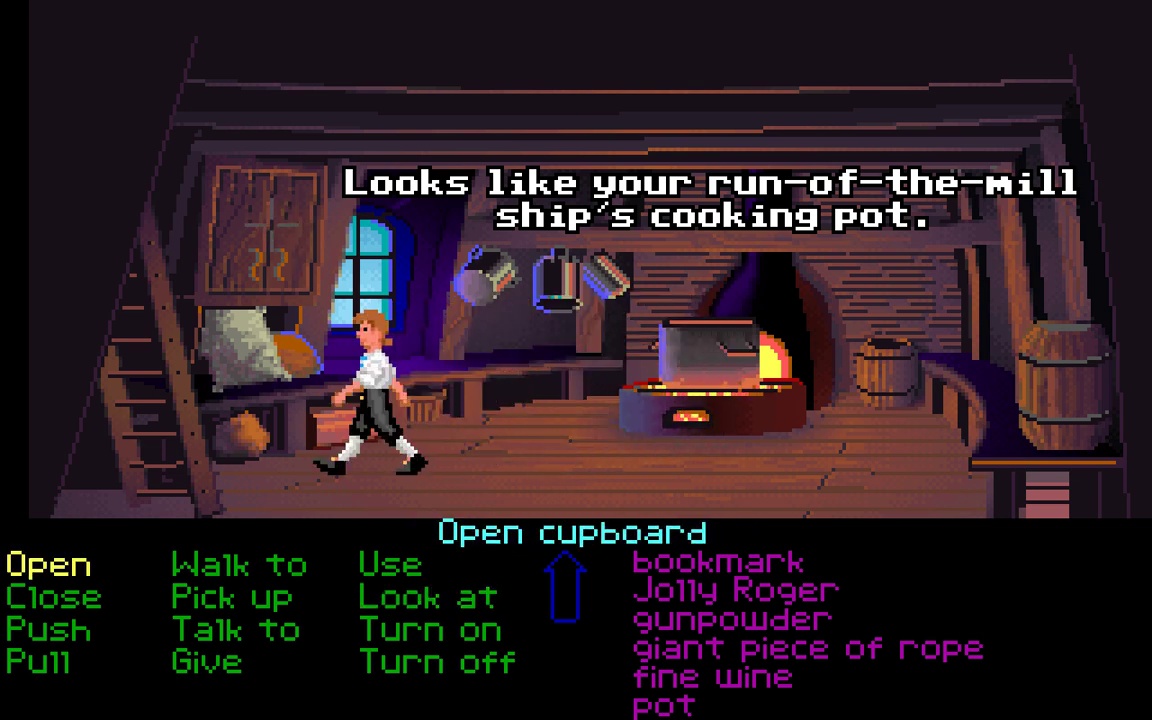 Looks like your run-of-the-mill
ship's cooking pot.
Open cupboard
Open Walk to Use bookmark
Close Pick up Look at Jolly Roger
Push Talk to Turn on gunpowder
Pull Give Turn off giant piece of rope
fine wine
pot